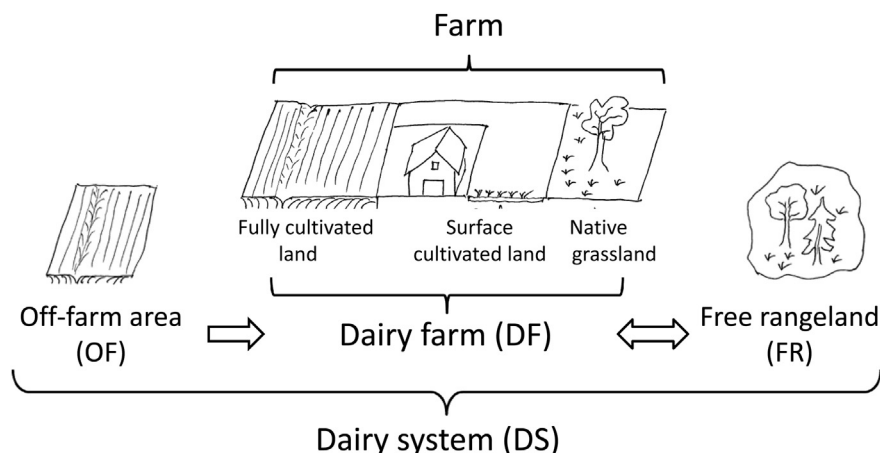 Farm
Fully cultivated
land
Surface
cultivated land
Native
grassland
Off-farm area
(OF)
Dairy farm (DF)
Free rangeland
(FR)
Dairy system (DS)